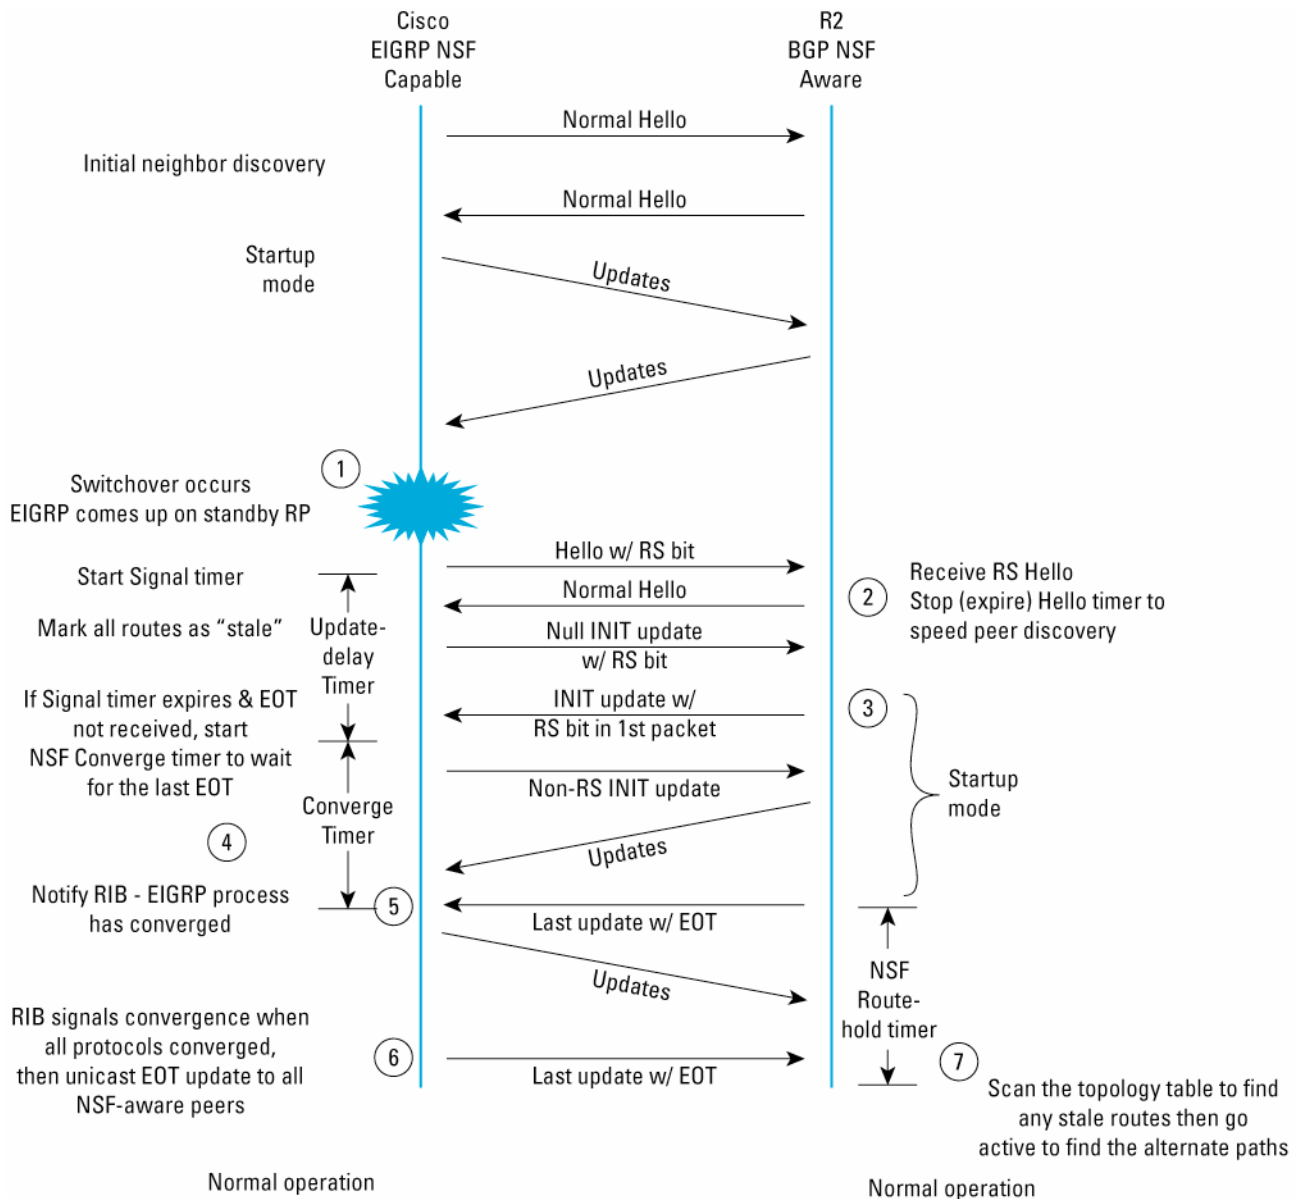 Cisco
EIGRP NSF
Capable
R2
BGP NSF
Aware
Normal Hello
Initial neighbor discovery
Normal Hello
Startup
mode
Updates
Updates
1
Switchover occurs
EIGRP comes up on standby RP
Hello w/ RS bit
Start Signal timer
Normal Hello
2
Receive RS Hello
Stop (expire) Hello timer to
speed peer discovery
Mark all routes as “stale”
Update-
delay
Timer
Null INIT update
w/ RS bit
If Signal timer expires & EOT
not received, start
NSF Converge timer to wait
for the last EOT
INIT update w/
RS bit in 1st packet
3
Non-RS INIT update
Startup
mode
Converge
Timer
4
Updates
Notify RIB - EIGRP process
has converged
5
Last update w/ EOT
Updates
NSF
Route-
hold timer
RIB signals convergence when
all protocols converged,
then unicast EOT update to all
NSF-aware peers
6
Last update w/ EOT
7
Scan the topology table to find
any stale routes then go
active to find the alternate paths
Normal operation
Normal operation